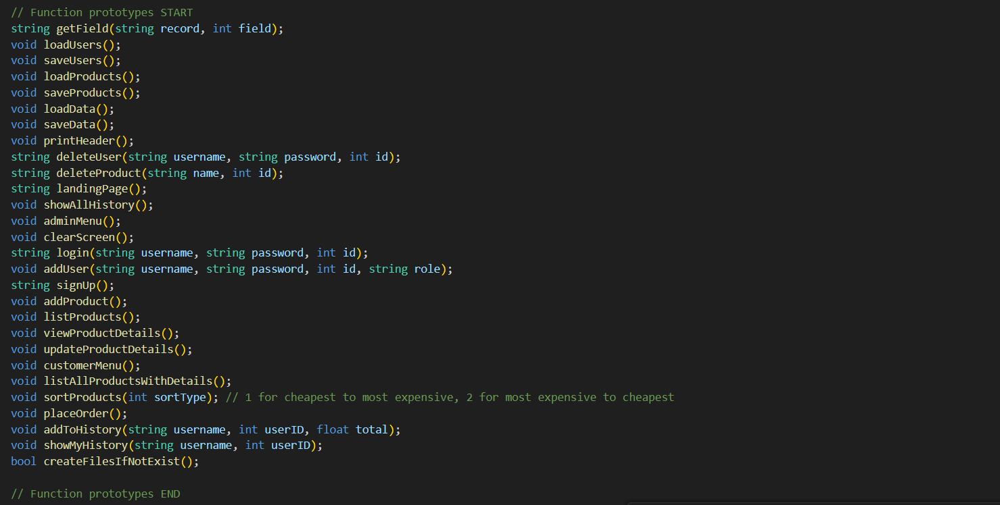 // Function prototypes START
string getField(string record, int field);
void loadUsers();
void saveUsers();
void loadProducts();
void saveProducts();
void loadData();
void saveData();
void printHeader();
string deleteUser(string username, string password, int id);
string deleteProduct(string name, int id);
string landingPage();
void showAllHistory();
void adminMenu();
void clearScreen();
string login(string username, string password, int id);
void addUser(string username, string password, int id, string role);
string signUp();
void addProduct();
void listProducts();
void viewProductDetails();
void updateProductDetails();
void customerMenu();
void listAllProductsWithDetails();
void sortProducts(int sortType); // 1 for cheapest to most expensive, 2 for most expensive to cheapest
void placeOrder();
void addToHistory(string username, int userID, float total);
void showMyHistory(string username, int userID);
bool createFilesIfNotExist();
// Function prototypes END